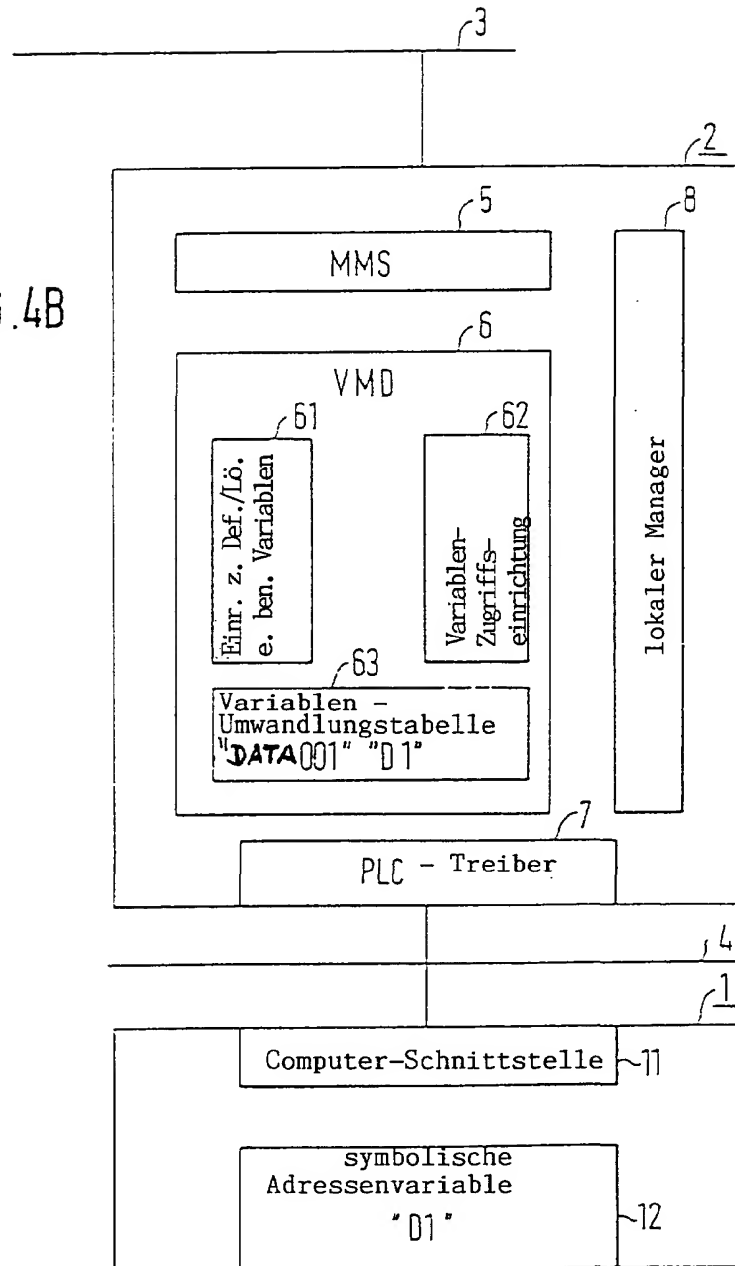 3
2
5
8
MMS
.4B
6
VMD
61
62
Einr. z. Def./Lö.
e. ben. Variablen
Variablen-
Zugriffs-
einrichtung
lokaler Manager
63
Variablen -
Umwandlungstabelle
"DATA001" "D1"
7
PLC - Treiber
4
1
Computer-Schnittstelle
11
symbolische
Adressenvariable
"D1"
12